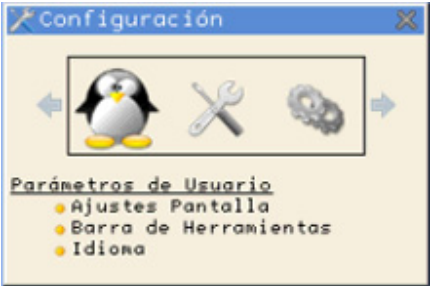 Configuración
Parámetros de Usuario
Ajustes Pantalla
Barra de Herramientas
Idioma